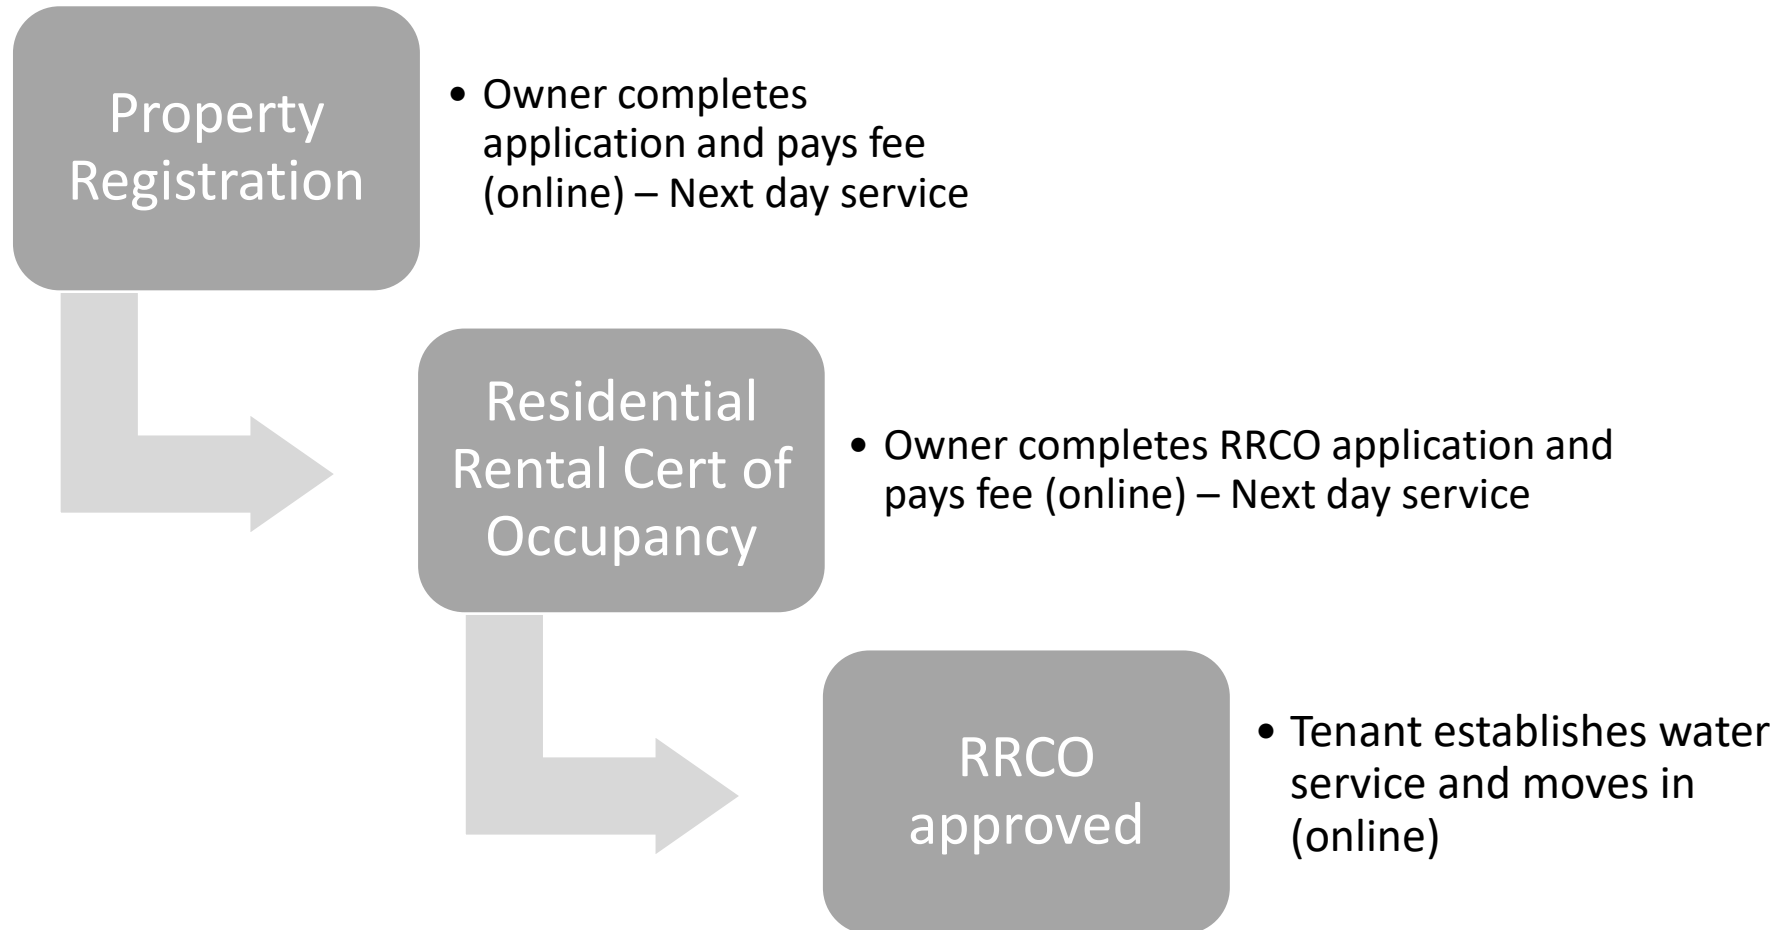 Property
Registration
• Owner completes
application and pays fee
(online) – Next day service
Residential
Rental Cert of
Occupancy
• Owner completes RRCO application and
pays fee (online) – Next day service
RRCO
approved
• Tenant establishes water
service and moves in
(online)